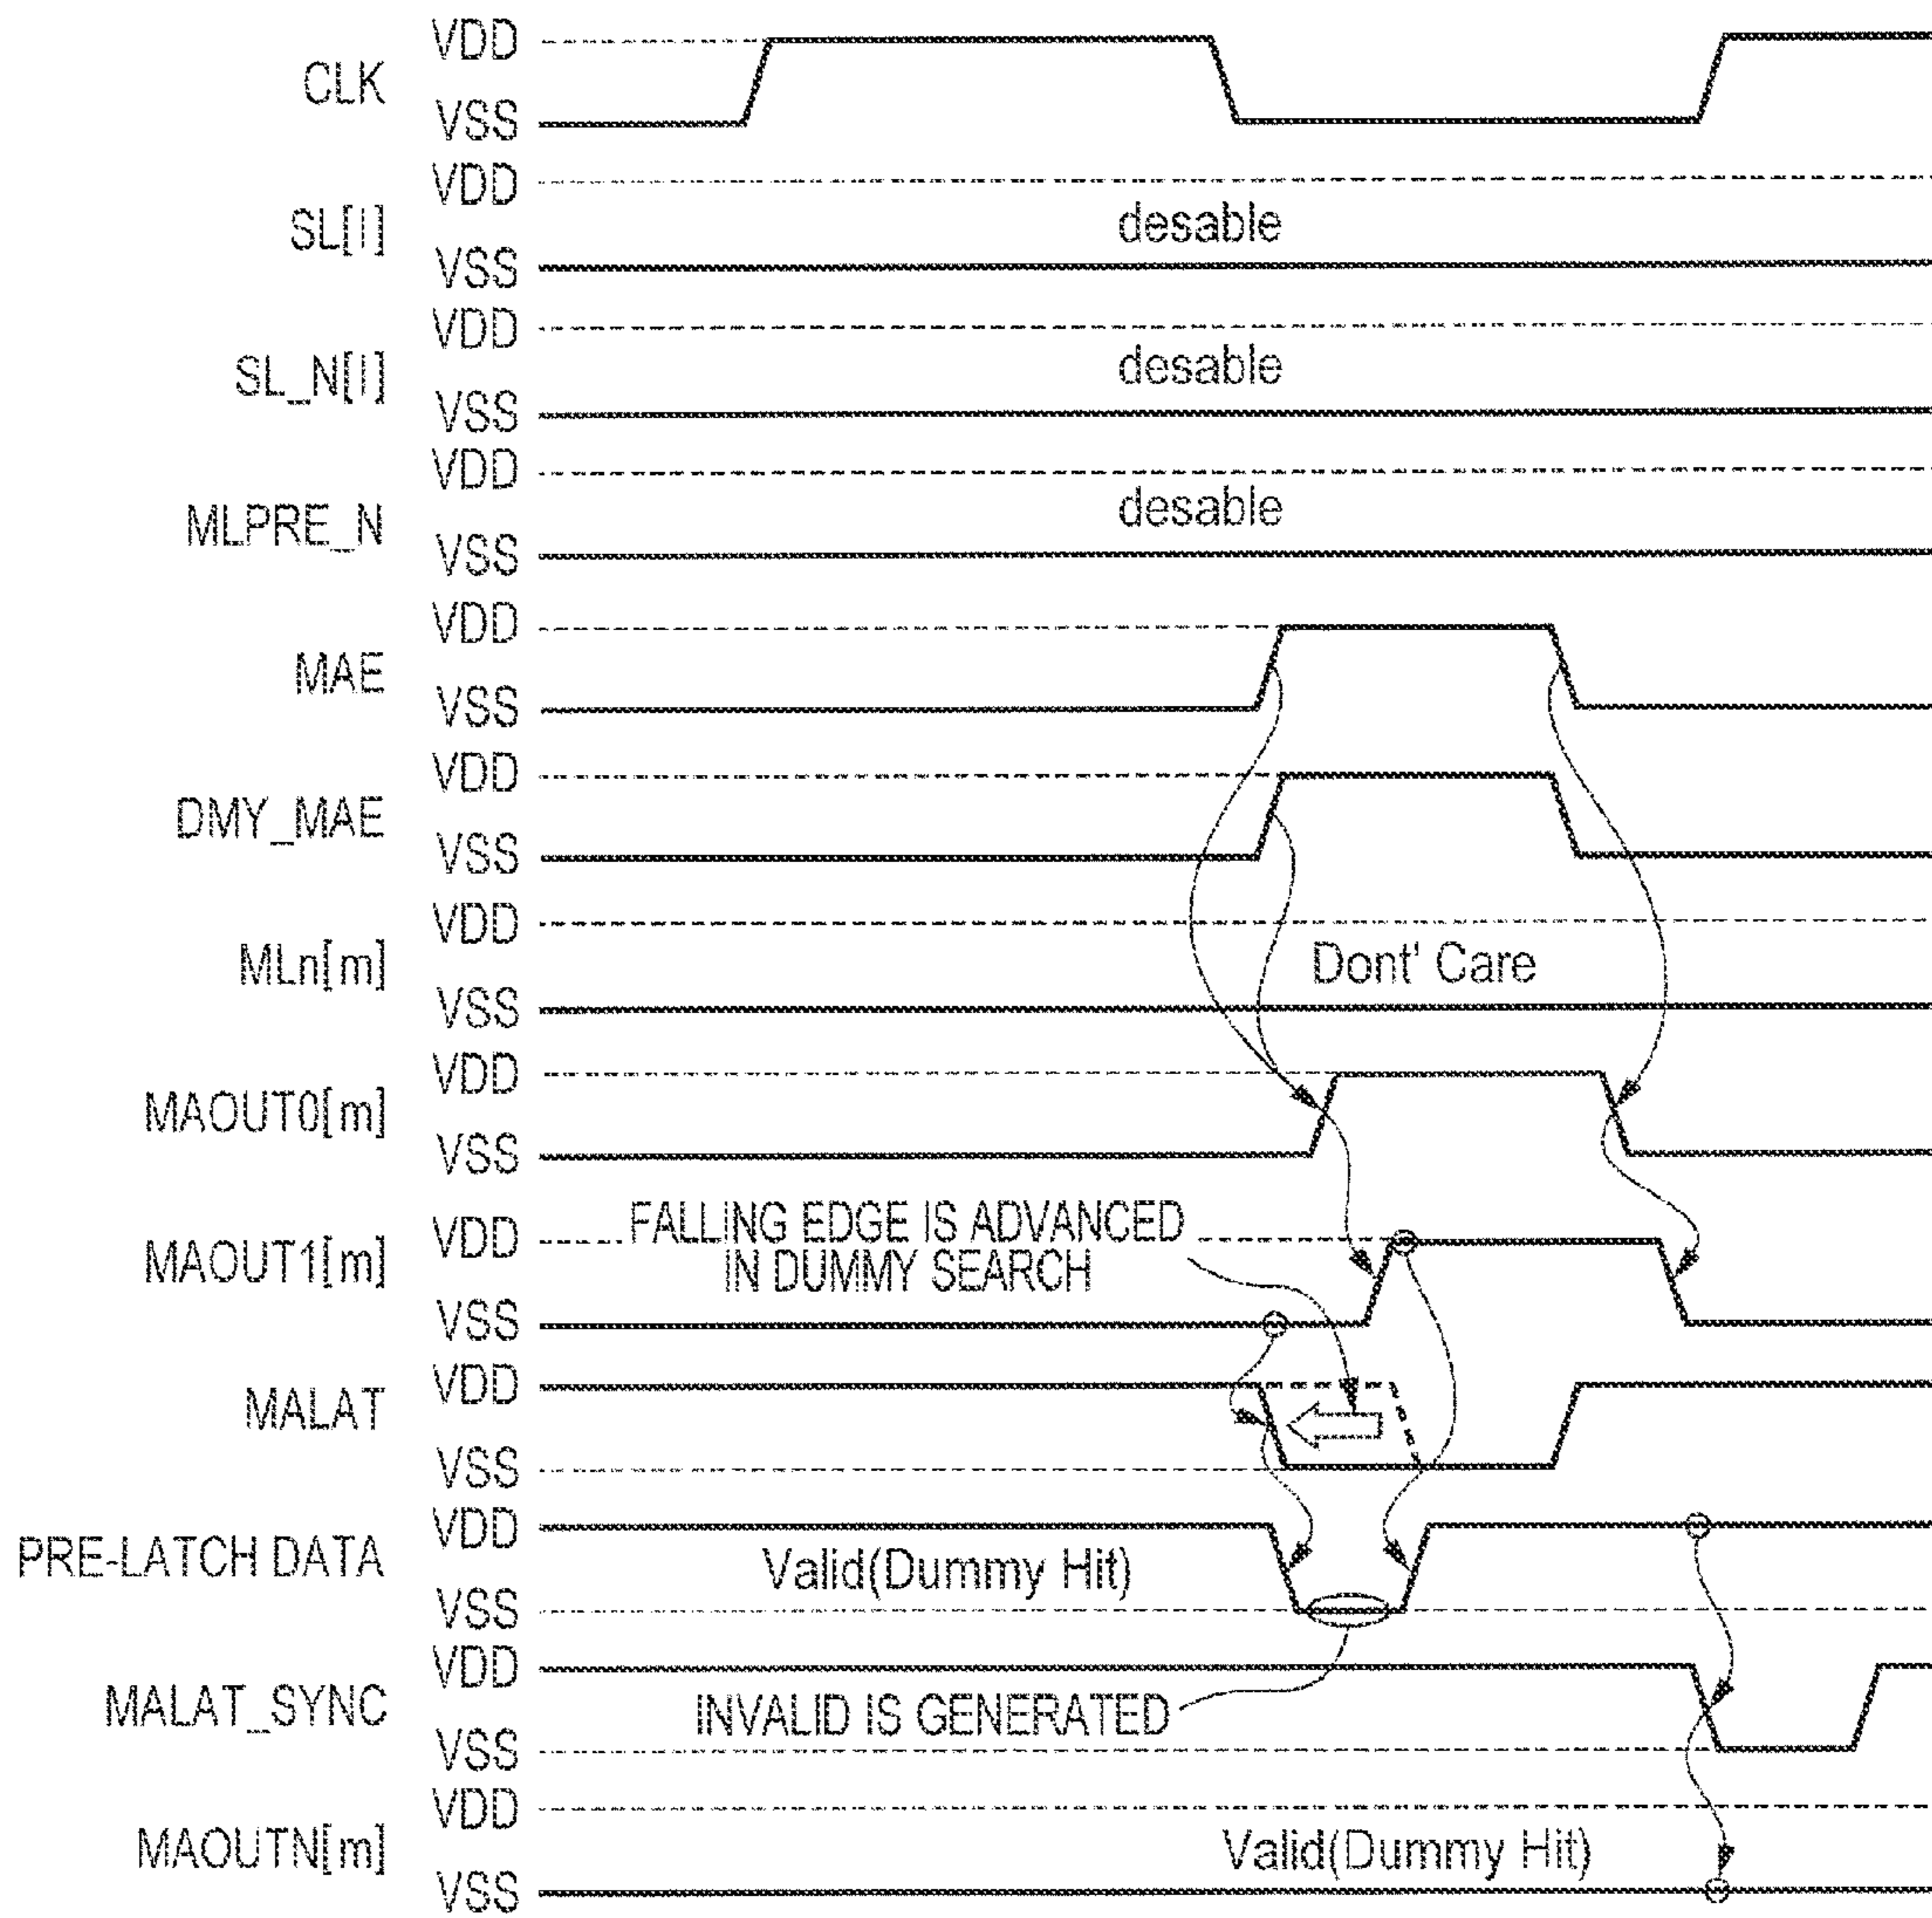 VDD
CLK
VSS
VDD
SL[l]
desable
VSS
VDD
SL_N[l]
desable
VSS
VDD
MLPRE_N
desable
VSS
VDD
MAE
VSS
VDD
DMY_MAE
VSS
VDD
MLn[m]
Dont' Care
VSS
VDD
MAOUT0[m]
VSS
VDD
MAOUT1[m]
FALLING EDGE IS ADVANCED
IN DUMMY SEARCH
VSS
VDD
MALAT
VSS
VDD
PRE-LATCH DATA
Valid(Dummy Hit)
VSS
VDD
MALAT_SYNC
INVALID IS GENERATED
VSS
VDD
MAOUTN[m]
Valid(Dummy Hit)
VSS